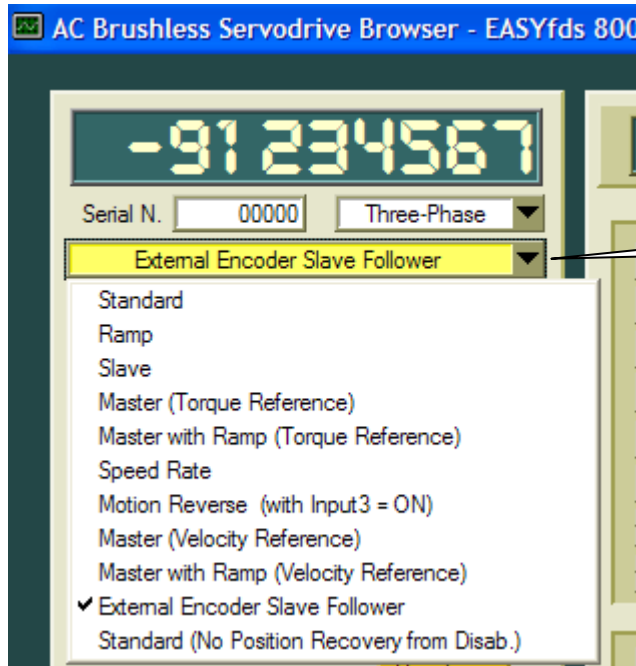 AC Brushless Servodrive Browser - EASYfds 800
-91234567
Serial N. 00000 Three-Phase
External Encoder Slave Follower
Standard
Ramp
Slave
Master (Torque Reference)
Master with Ramp (Torque Reference)
Speed Rate
Motion Reverse (with Input3 = ON)
Master (Velocity Reference)
Master with Ramp (Velocity Reference)
External Encoder Slave Follower
Standard (No Position Recovery from Disab.)